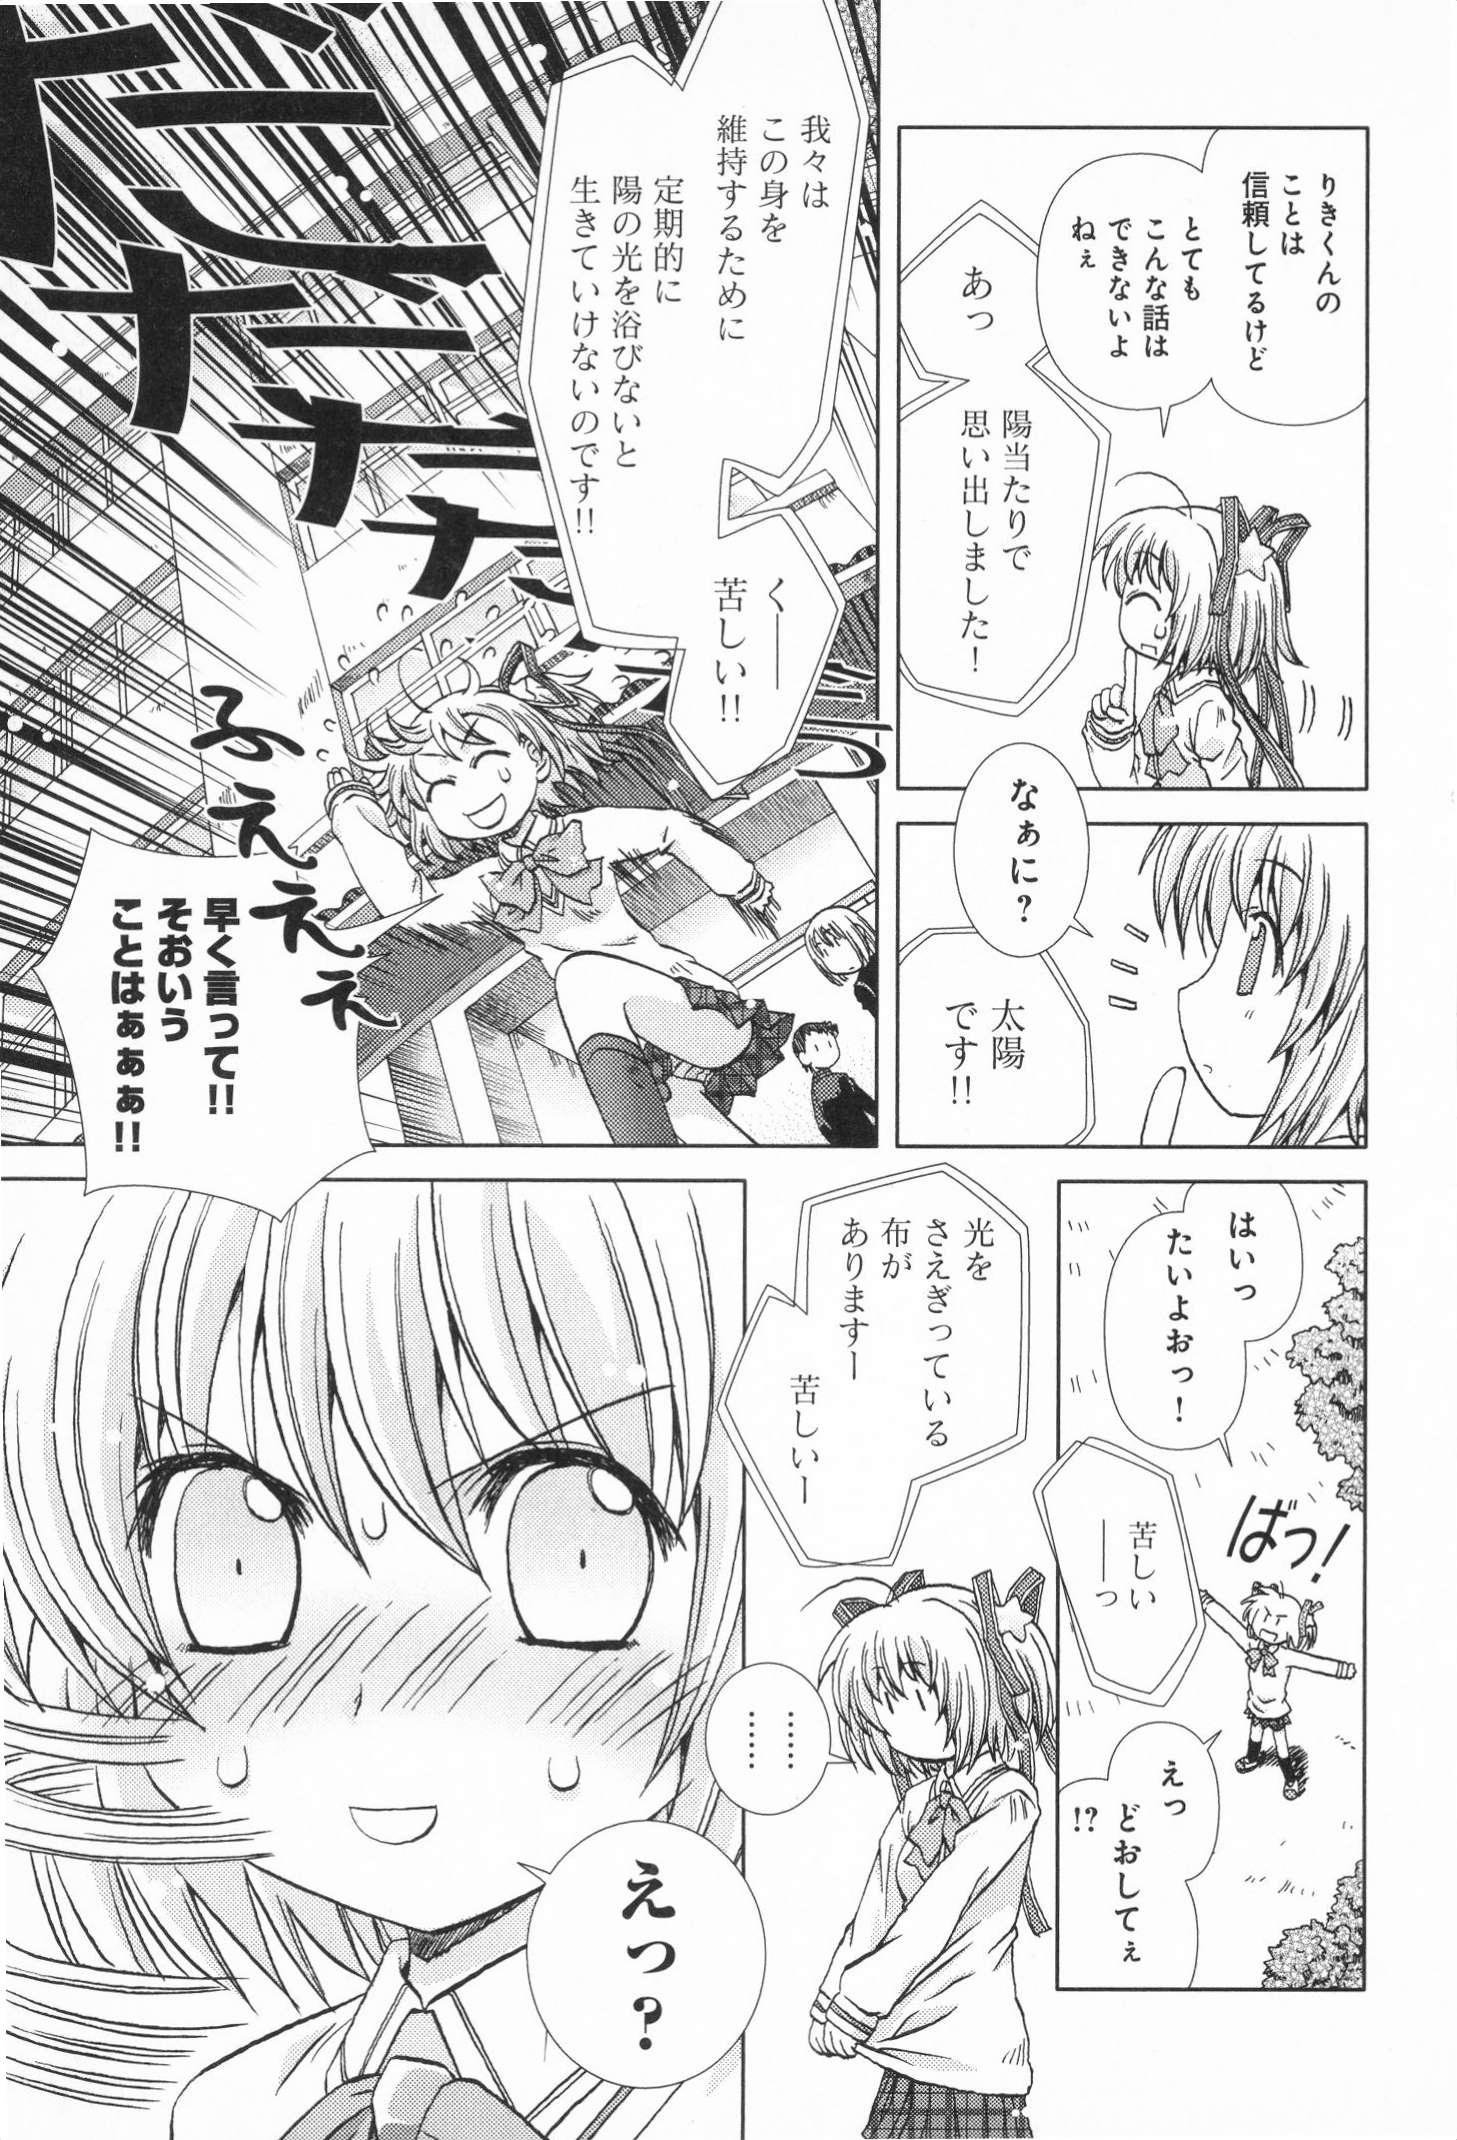 りきくんの
ことは
信頼してるけど
とても
こんな話は
できないよ
ねぇ
あっ
陽当たりで
思い出しました!
なぁに?
太陽
です!!
我々は
この身を
維持するために
定期的に
陽の光を浴びないと
生きていけないのです!!
くーー
苦しい!!
ふえええぇ
早く言って!!
そおいう
ことはぁぁぁ!!
はいっ
たいよおっ!
ばっ!
苦しい
ーーっ
えっ
どおしてぇ
!?
光を
さえぎっている
布が
ありますー
苦しいー
………
………
えっ?